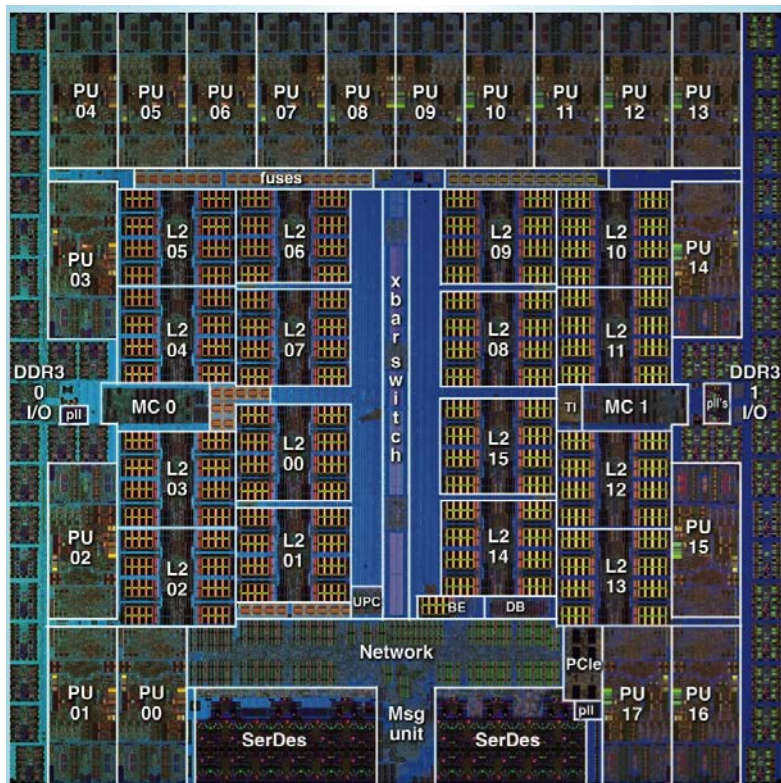 PU
04
PU
05
PU
06
PU
07
PU
08
PU
09
PU
10
PU
11
PU
12
PU
13
fuses
PU
03
L2
05
L2
06
L2
09
L2
10
PU
14
xbar switch
L2
04
L2
07
L2
08
L2
11
DDR3
0
I/O
pll
MC 0
TI
MC 1
pll's
DDR3
1
I/O
L2
03
L2
00
L2
15
L2
12
PU
02
L2
02
L2
01
L2
14
L2
13
PU
15
UPC
BE
DB
PU
01
PU
00
Network
PCIe
pll
PU
17
PU
16
Msg
unit
SerDes
SerDes